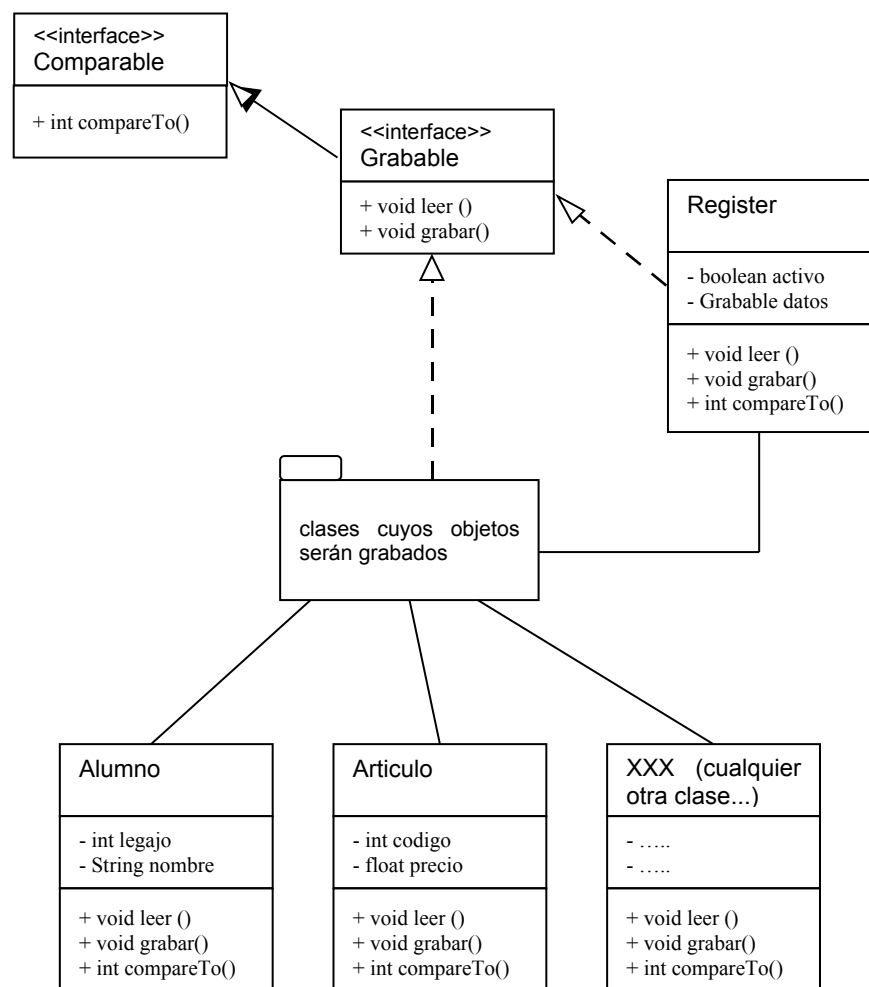 <<interface>>
Comparable
+ int compareTo()
<<interface>>
Grabable
+ void leer ()
+ void grabar()
Register
- boolean activo
- Grabable datos
+ void leer ()
+ void grabar()
+ int compareTo()
clases cuyos objetos
serán grabados
Alumno
- int legajo
- String nombre
+ void leer ()
+ void grabar()
+ int compareTo()
Articulo
- int codigo
- float precio
+ void leer ()
+ void grabar()
+ int compareTo()
XXX (cualquier
otra clase...)
- …..
- …..
+ void leer ()
+ void grabar()
+ int compareTo()